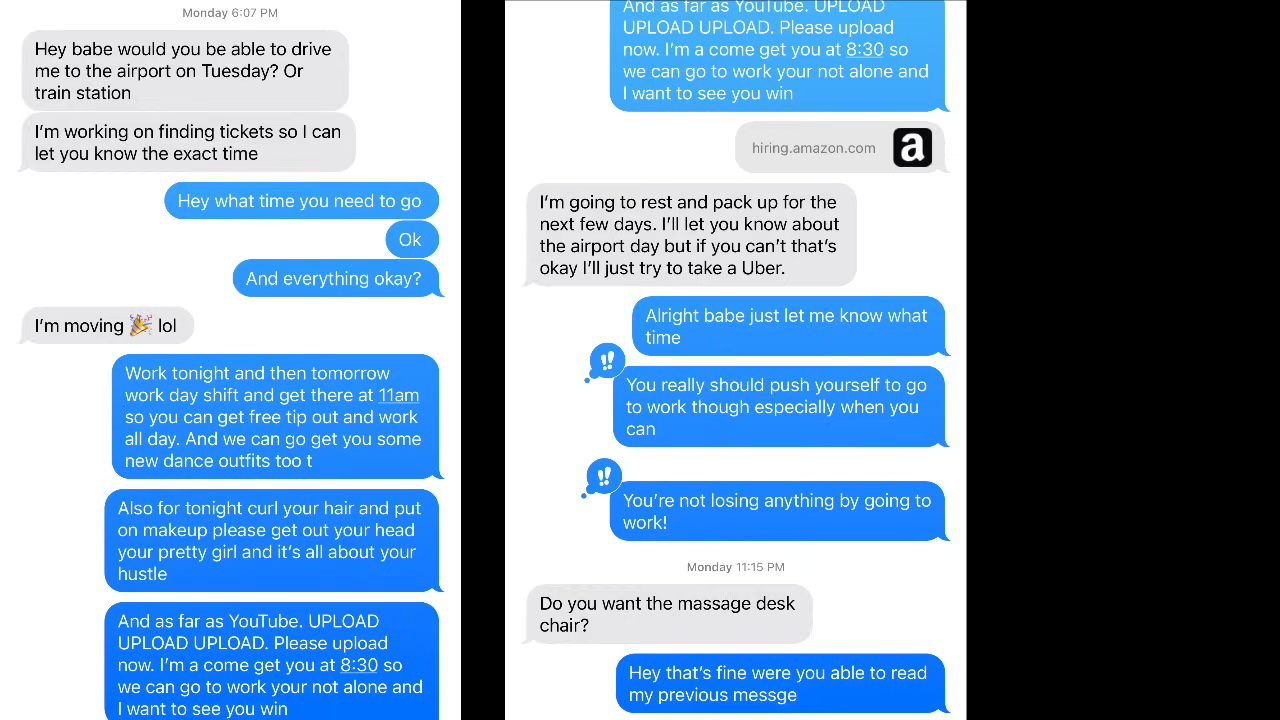 Monday 6:07 PM
Hey babe would you be able to drive
me to the airport on Tuesday? Or
train station
I'm working on finding tickets so I can
let you know the exact time
Hey what time you need to go
Ok
And everything okay?
I'm moving 🎉 lol
Work tonight and then tomorrow
work day shift and get there at 11am
so you can get free tip out and work
all day. And we can go get you some
new dance outfits too t
Also for tonight curl your hair and put
on makeup please get out your head
your pretty girl and it's all about your
hustle
And as far as YouTube. UPLOAD
UPLOAD UPLOAD. Please upload
now. I'm a come get you at 8:30 so
we can go to work your not alone and
I want to see you win
And as far as YouTube. UPLOAD
UPLOAD UPLOAD. Please upload
now. I'm a come get you at 8:30 so
we can go to work your not alone and
I want to see you win
hiring.amazon.com
a
I'm going to rest and pack up for the
next few days. I'll let you know about
the airport day but if you can't that's
okay I'll just try to take a Uber.
Alright babe just let me know what
time
!!
You really should push yourself to go
to work though especially when you
can
!!
You're not losing anything by going to
work!
Monday 11:15 PM
Do you want the massage desk
chair?
Hey that's fine were you able to read
my previous messge